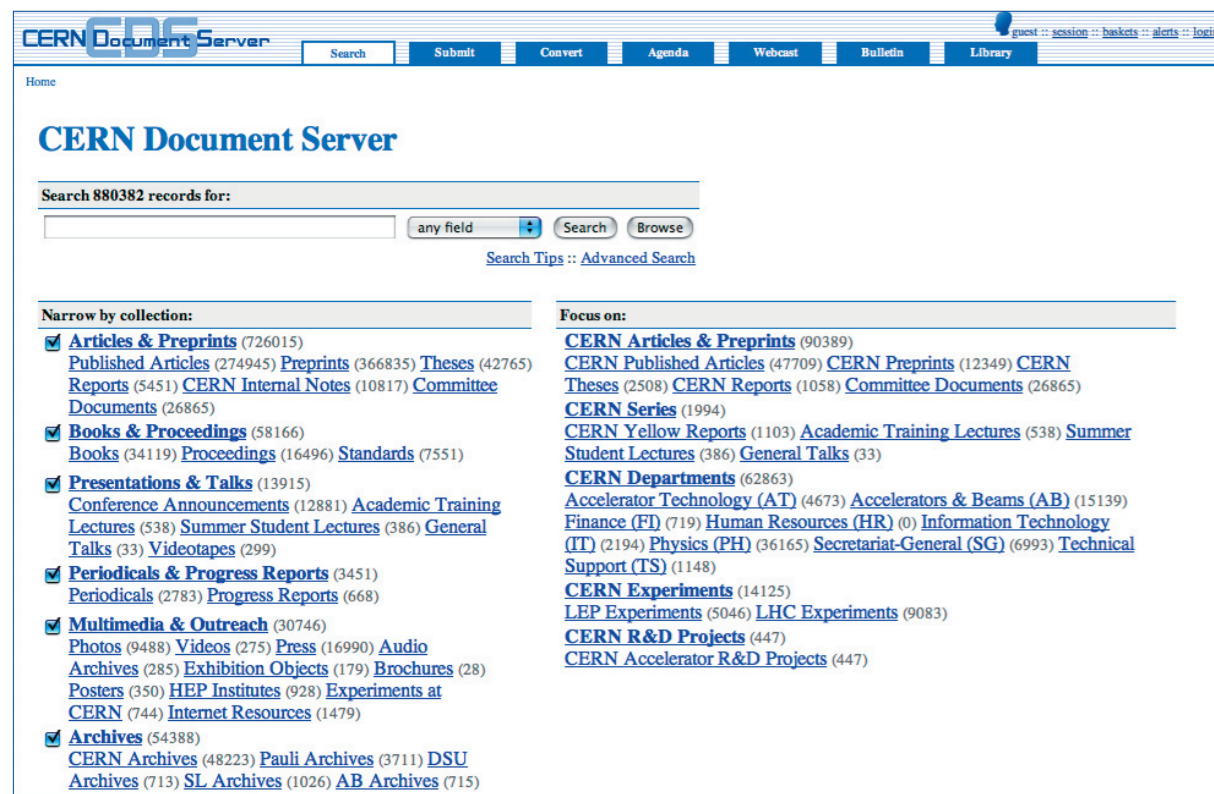 CERN Document Server
CDS
guest :: session :: baskets :: alerts :: login
Search Submit Convert Agenda Webcast Bulletin Library
Home
CERN Document Server
Search 880382 records for:
any field Search Browse
Search Tips :: Advanced Search
Narrow by collection:
Articles & Preprints (726015)
Published Articles (274945) Preprints (366835) Theses (42765)
Reports (5451) CERN Internal Notes (10817) Committee
Documents (26865)
Books & Proceedings (58166)
Books (34119) Proceedings (16496) Standards (7551)
Presentations & Talks (13915)
Conference Announcements (12881) Academic Training
Lectures (538) Summer Student Lectures (386) General
Talks (33) Videotapes (299)
Periodicals & Progress Reports (3451)
Periodicals (2783) Progress Reports (668)
Multimedia & Outreach (30746)
Photos (9488) Videos (275) Press (16990) Audio
Archives (285) Exhibition Objects (179) Brochures (28)
Posters (350) HEP Institutes (928) Experiments at
CERN (744) Internet Resources (1479)
Archives (54388)
CERN Archives (48223) Pauli Archives (3711) DSU
Archives (713) SL Archives (1026) AB Archives (715)
Focus on:
CERN Articles & Preprints (90389)
CERN Published Articles (47709) CERN Preprints (12349) CERN
Theses (2508) CERN Reports (1058) Committee Documents (26865)
CERN Series (1994)
CERN Yellow Reports (1103) Academic Training Lectures (538) Summer
Student Lectures (386) General Talks (33)
CERN Departments (62863)
Accelerator Technology (AT) (4673) Accelerators & Beams (AB) (15139)
Finance (FI) (719) Human Resources (HR) (0) Information Technology
(IT) (2194) Physics (PH) (36165) Secretariat-General (SG) (6993) Technical
Support (TS) (1148)
CERN Experiments (14125)
LEP Experiments (5046) LHC Experiments (9083)
CERN R&D Projects (447)
CERN Accelerator R&D Projects (447)